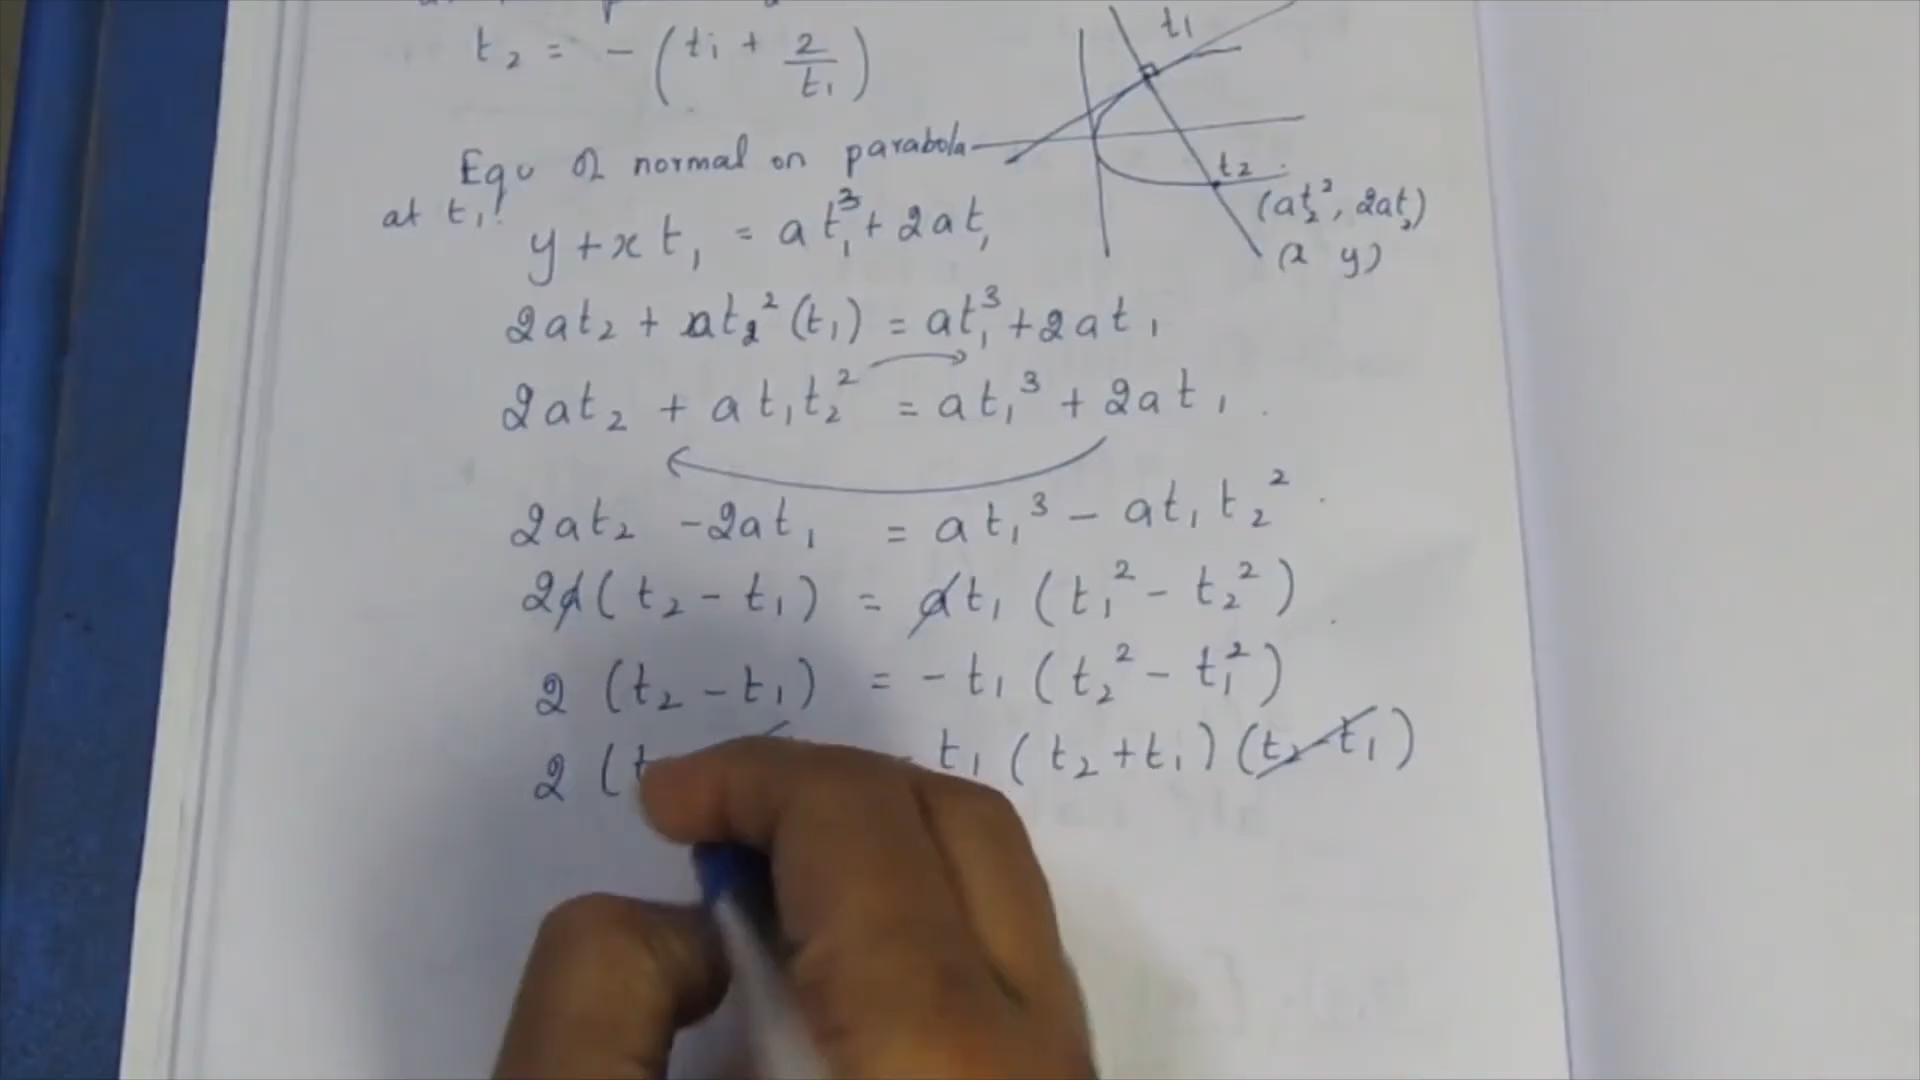 t₂ = - (t₁ + 2/t₁)
t₁
Equ of normal on parabola
at t₁!
t₂
(at₂², 2at₂)
(x y)
y + x t₁ = at₁³ + 2at₁
2at₂ + at₂² (t₁) = at₁³ + 2at₁
2at₂ + at₁t₂² = at₁³ + 2at₁
2at₂ - 2at₁ = at₁³ - at₁t₂²
2a(t₂ - t₁) = at₁ (t₁² - t₂²)
2 (t₂ - t₁) = - t₁ (t₂² - t₁²)
2 (t t₁ (t₂ + t₁) (t₂ - t₁)